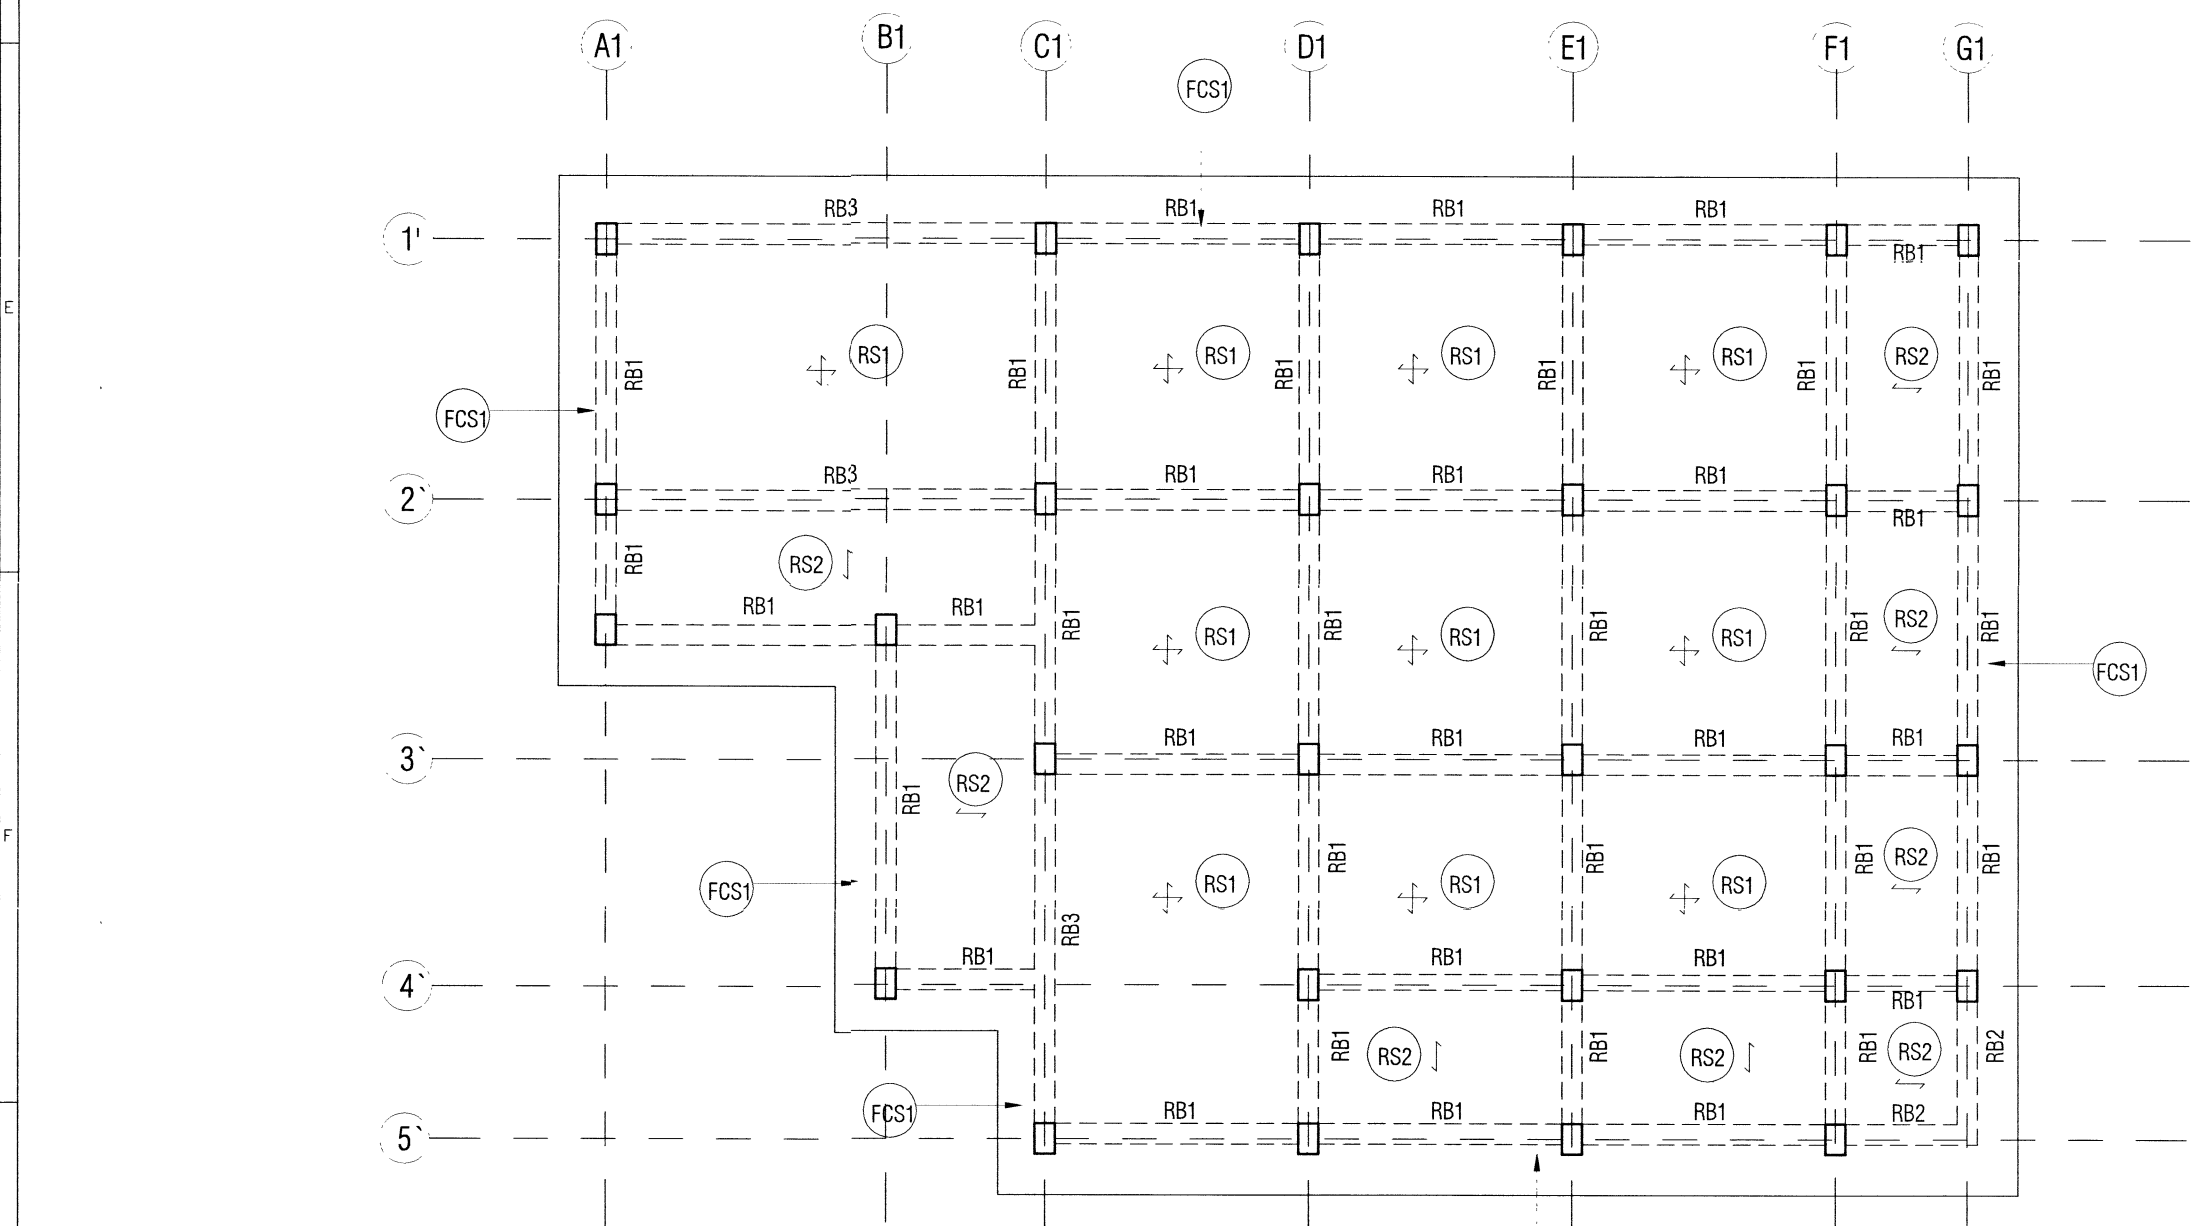 A1 B1 C1 D1 E1 F1 G1
FCS1
RB3 RB1 RB1 RB1
1'
RB1
E
RS1 RS1 RS1 RS1 RS2
RB1 RB1 RB1 RB1 RB1 RB1
FCS1
RB3 RB1 RB1 RB1
2`
RB1
RB1 RS2
RB1 RB1
RB1 RB1 RB1 RB1 RS2 RB1
RS1 RS1 RS1
FCS1
RB1 RB1 RB1 RB1
3`
RS2
RB1
F
RB1 RB1 RB1 RS2 RB1
FCS1 RS1 RS1 RS1
RB3
RB1 RB1 RB1
4`
RB1
RB1 RS2 RB1 RS2 RB1 RS2 RB2
FCS1 RB1 RB1 RB1 RB2
5`